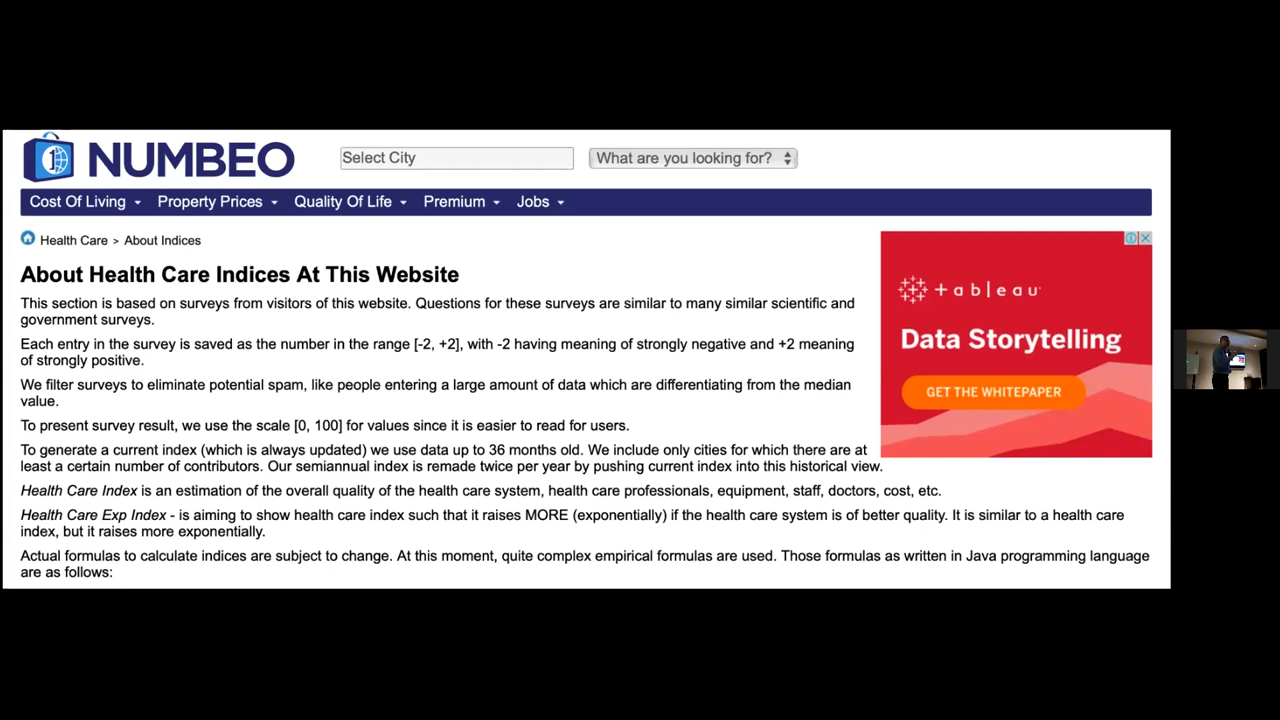 NUMBEO
Select City
What are you looking for?
Cost Of Living
Property Prices
Quality Of Life
Premium
Jobs
Health Care > About Indices
About Health Care Indices At This Website
This section is based on surveys from visitors of this website. Questions for these surveys are similar to many similar scientific and
government surveys.
Each entry in the survey is saved as the number in the range [-2, +2], with -2 having meaning of strongly negative and +2 meaning
of strongly positive.
We filter surveys to eliminate potential spam, like people entering a large amount of data which are differentiating from the median
value.
To present survey result, we use the scale [0, 100] for values since it is easier to read for users.
To generate a current index (which is always updated) we use data up to 36 months old. We include only cities for which there are at
least a certain number of contributors. Our semiannual index is remade twice per year by pushing current index into this historical view.
Health Care Index is an estimation of the overall quality of the health care system, health care professionals, equipment, staff, doctors, cost, etc.
Health Care Exp Index - is aiming to show health care index such that it raises MORE (exponentially) if the health care system is of better quality. It is similar to a health care
index, but it raises more exponentially.
Actual formulas to calculate indices are subject to change. At this moment, quite complex empirical formulas are used. Those formulas as written in Java programming language
are as follows:
+ableau
Data Storytelling
GET THE WHITEPAPER